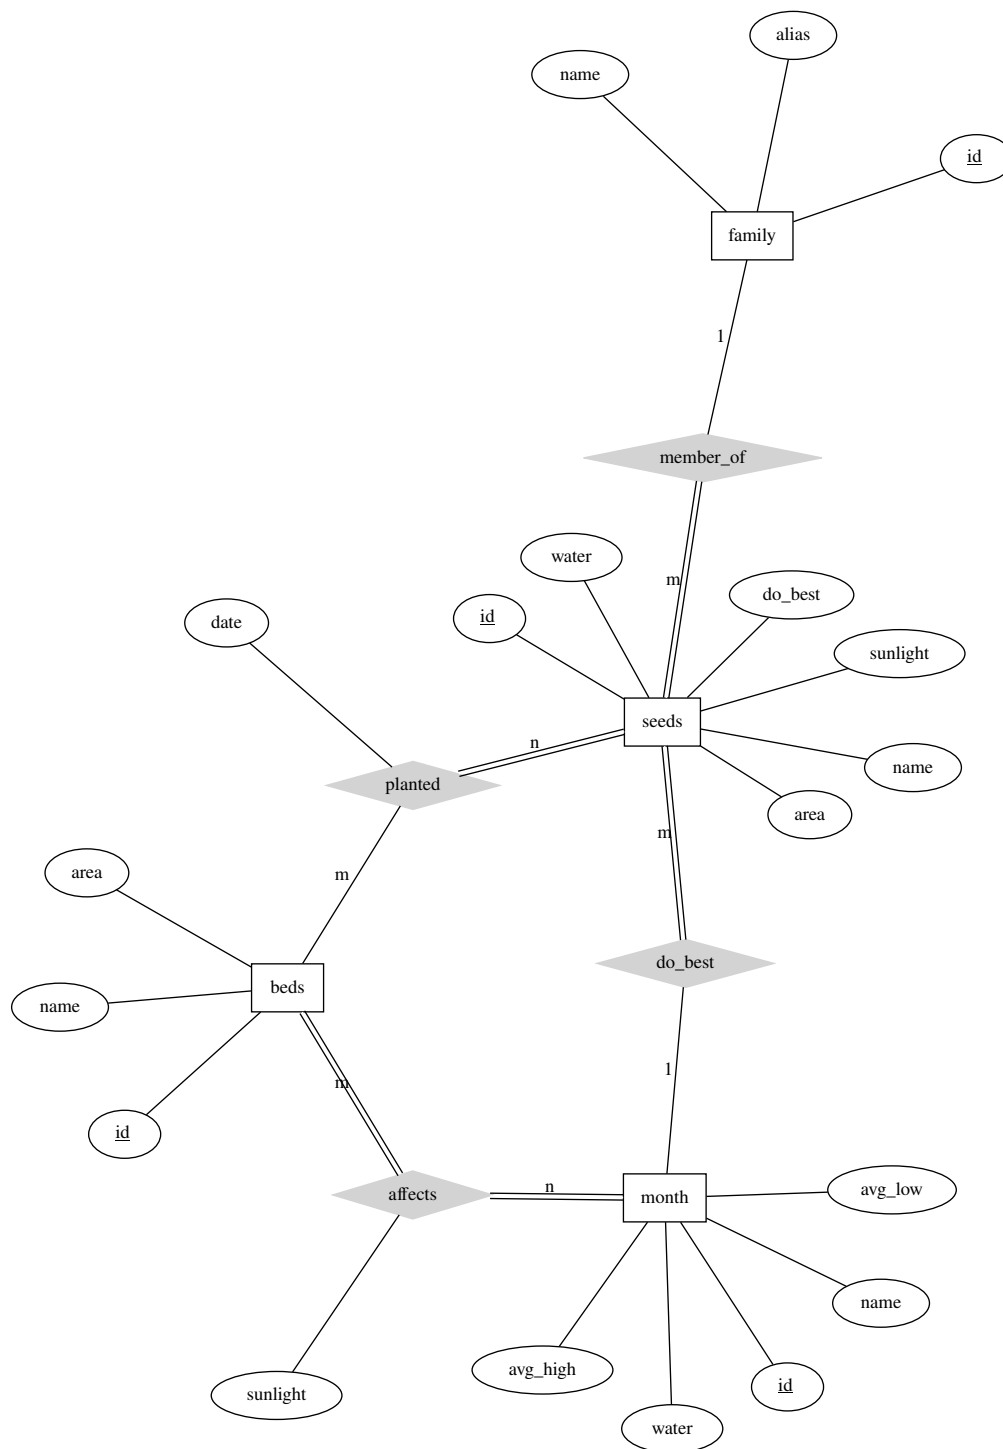 alias
name
id
family
1
member_of
water
m
do_best
id
date
sunlight
seeds
n
name
planted
area
m
area
m
do_best
beds
name
1
m
id
affects
n
month
avg_low
name
avg_high
id
sunlight
water